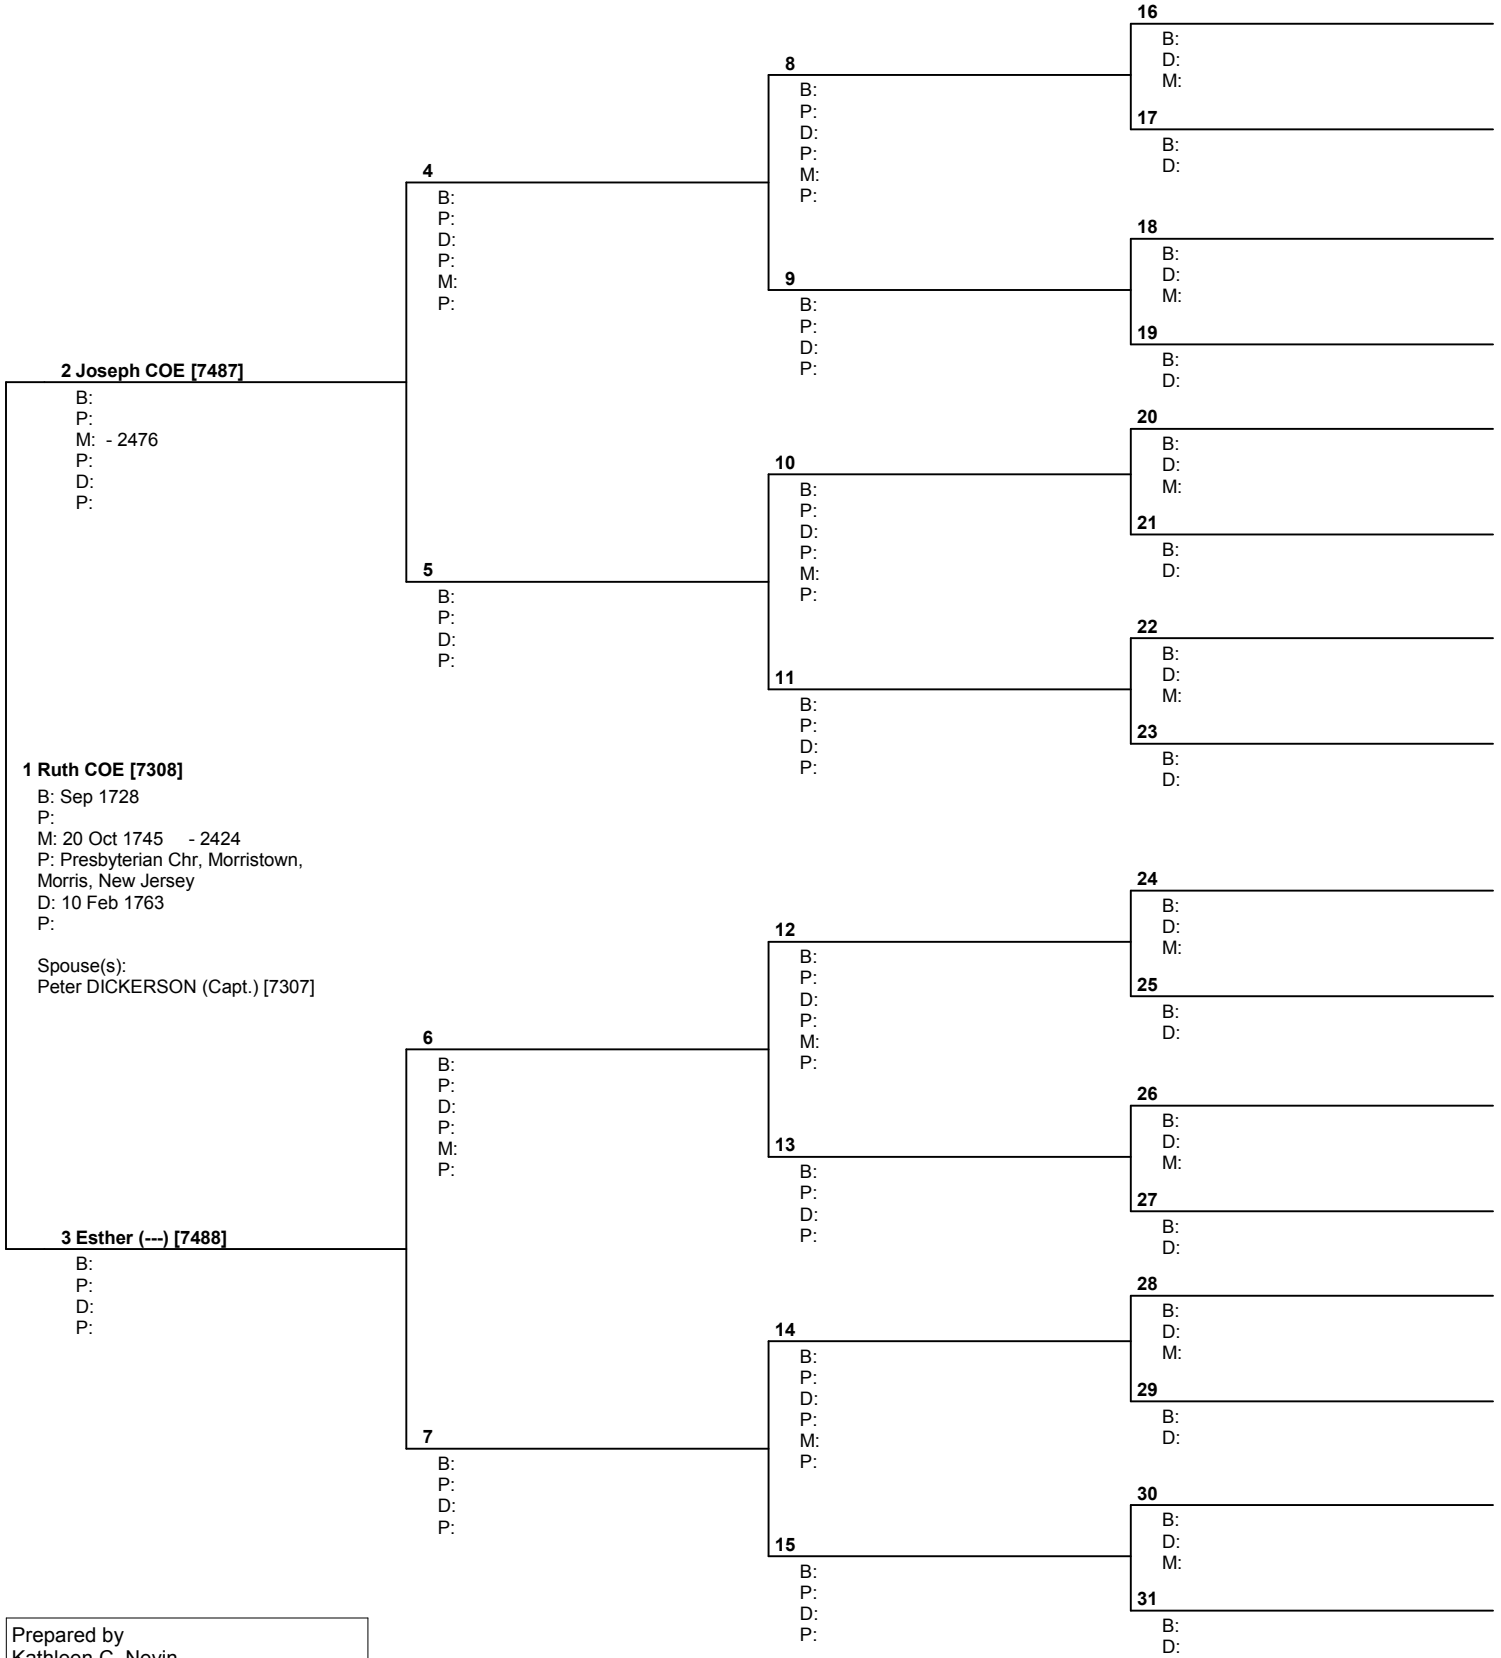 16
B:
D:
M:
8
B:
P:
D:
P:
M:
P:
17
B:
D:
4
B:
P:
D:
P:
M:
P:
18
B:
D:
M:
9
B:
P:
D:
P:
19
B:
D:
2 Joseph COE [7487]
B:
P:
M: - 2476
P:
D:
P:
20
B:
D:
M:
10
B:
P:
D:
P:
M:
P:
21
B:
D:
5
B:
P:
D:
P:
22
B:
D:
M:
11
B:
P:
D:
P:
23
B:
D:
1 Ruth COE [7308]
B: Sep 1728
P:
M: 20 Oct 1745 - 2424
P: Presbyterian Chr, Morristown,
Morris, New Jersey
D: 10 Feb 1763
P:
Spouse(s):
Peter DICKERSON (Capt.) [7307]
24
B:
D:
M:
12
B:
P:
D:
P:
M:
P:
25
B:
D:
6
B:
P:
D:
P:
M:
P:
26
B:
D:
M:
13
B:
P:
D:
P:
27
B:
D:
3 Esther (---) [7488]
B:
P:
D:
P:
28
B:
D:
M:
14
B:
P:
D:
P:
M:
P:
29
B:
D:
7
B:
P:
D:
P:
30
B:
D:
M:
15
B:
P:
D:
P:
31
B:
D:
Prepared by
Kathleen C. Nevin